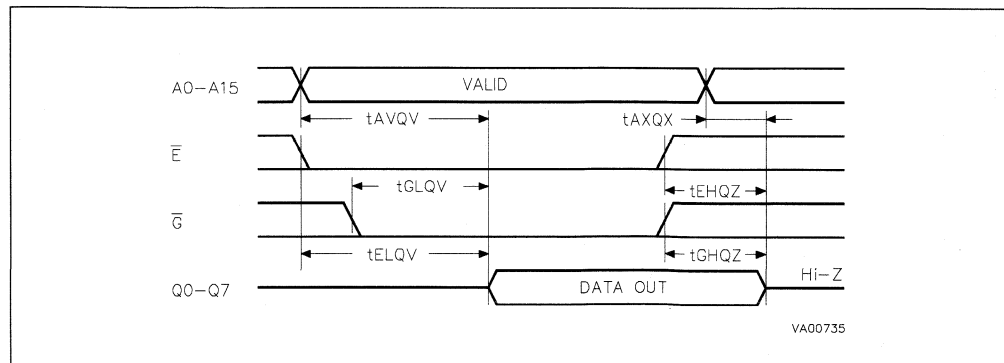 A0-A15
VALID
tAVQV
tAXQX
E
tGLQV
tEHQZ
G
tELQV
tGHQZ
Q0-Q7
DATA OUT
Hi-Z
VA00735